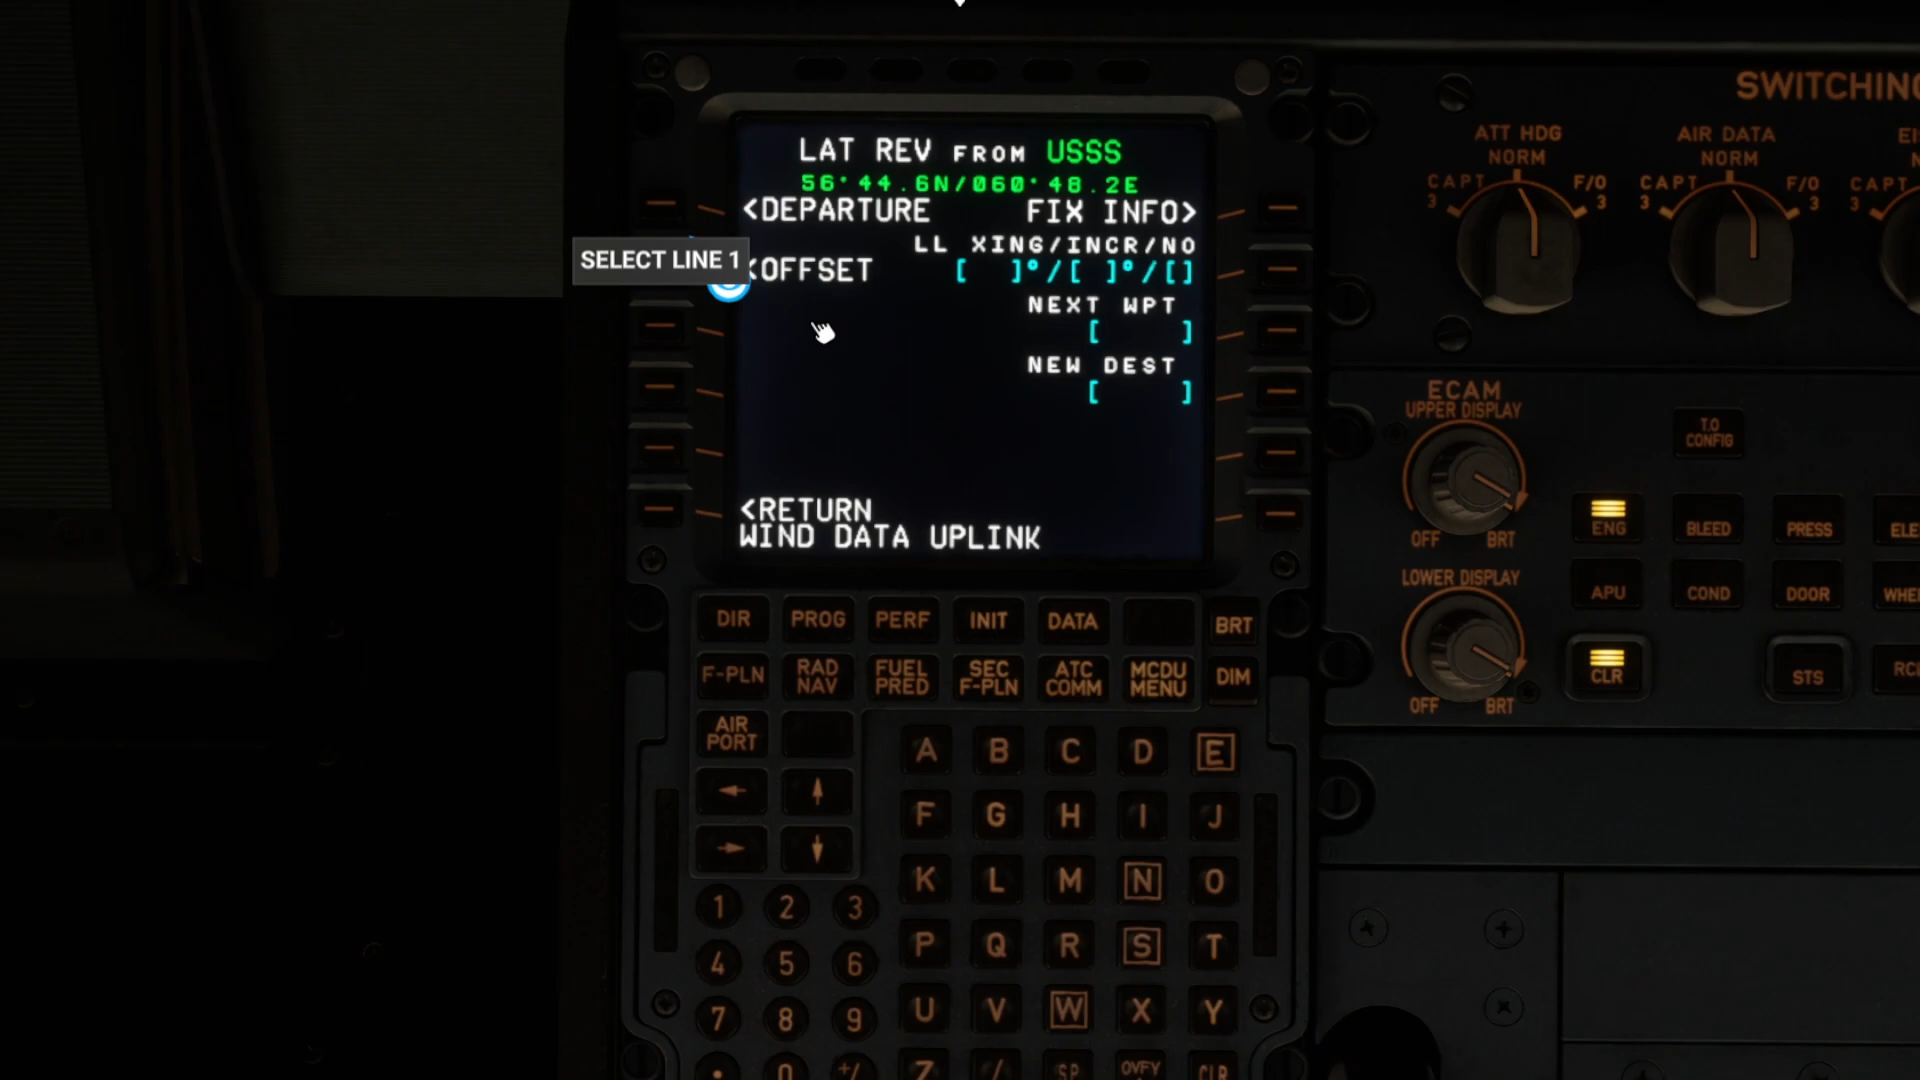 LAT REV FROM USSS
56°44.6N/060°48.2E
<DEPARTURE FIX INFO>
LL XING/INCR/NO
SELECT LINE 1
<OFFSET [ ]°/[ ]°/[]
NEXT WPT
[ ]
NEW DEST
[ ]
<RETURN
WIND DATA UPLINK
DIR PROG PERF INIT DATA BRT
F-PLN RAD NAV FUEL PRED SEC F-PLN ATC COMM MCDU MENU DIM
AIR PORT
A B C D E
F G H I J
K L M N O
1 2 3
P Q R S T
4 5 6
U V W X Y
7 8 9
Z / SP OVFY CLR
. 0 +/
SWITCHING
ATT HDG
NORM
CAPT 3 F/O 3
AIR DATA
NORM
CAPT 3 F/O 3
CAPT 3
ECAM
UPPER DISPLAY
OFF BRT
T.O CONFIG
ENG BLEED PRESS
LOWER DISPLAY
OFF BRT
APU COND DOOR
CLR STS